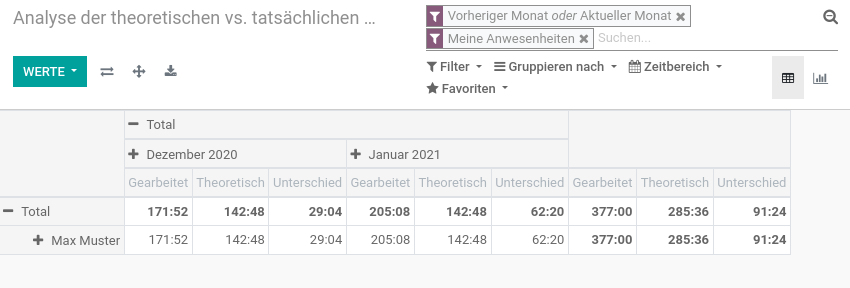 Analyse der theoretischen vs. tatsächlichen ...
Vorheriger Monat oder Aktueller Monat
Meine Anwesenheiten Suchen...
WERTE
Filter Gruppieren nach Zeitbereich
Favoriten
Total
Dezember 2020 Januar 2021
Gearbeitet Theoretisch Unterschied Gearbeitet Theoretisch Unterschied Gearbeitet Theoretisch Unterschied
Total 171:52 142:48 29:04 205:08 142:48 62:20 377:00 285:36 91:24
Max Muster 171:52 142:48 29:04 205:08 142:48 62:20 377:00 285:36 91:24